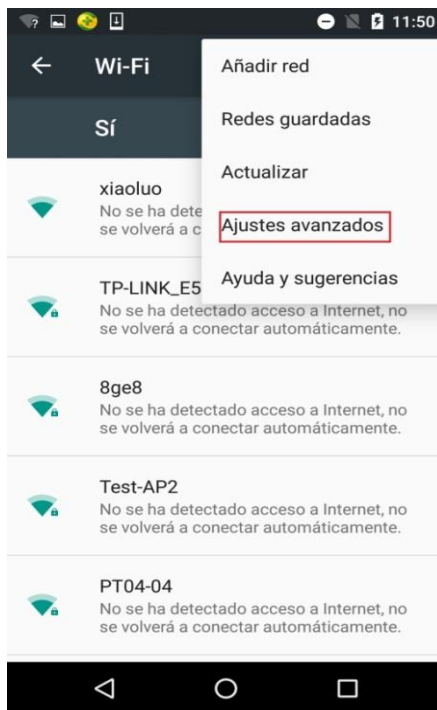 11:50
Wi-Fi
Sí
Añadir red
Redes guardadas
Actualizar
Ajustes avanzados
Ayuda y sugerencias
xiaoluo
No se ha dete
se volverá a c
TP-LINK_E5
No se ha detectado acceso a Internet, no
se volverá a conectar automáticamente.
8ge8
No se ha detectado acceso a Internet, no
se volverá a conectar automáticamente.
Test-AP2
No se ha detectado acceso a Internet, no
se volverá a conectar automáticamente.
PT04-04
No se ha detectado acceso a Internet, no
se volverá a conectar automáticamente.